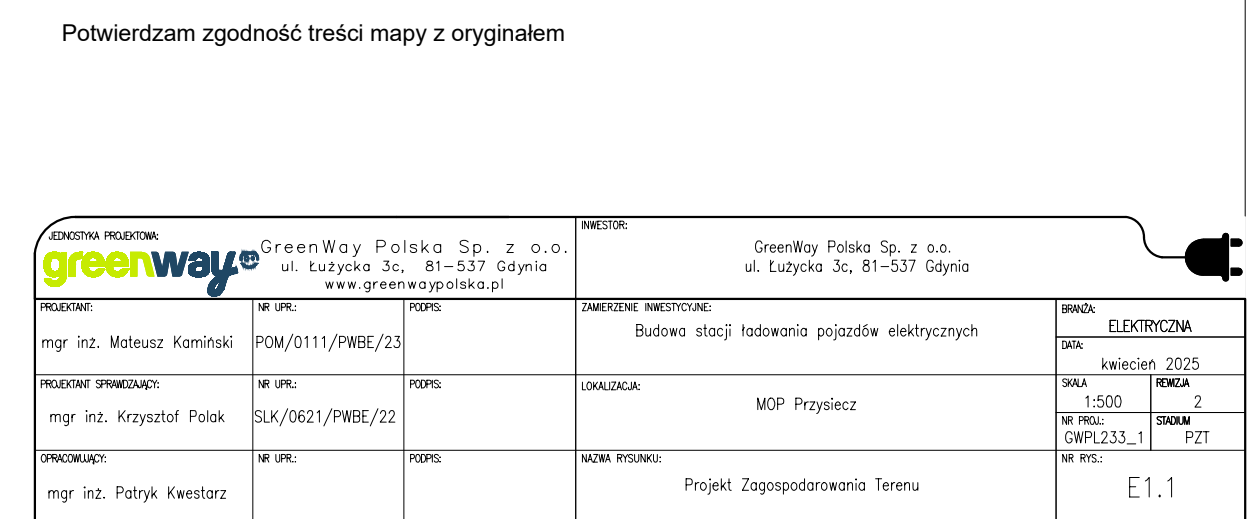 Potwierdzam zgodność treści mapy z oryginałem
JEDNOSTYKA PROJEKTOWA:
greenway
GreenWay Polska Sp. z o.o.
ul. Łużycka 3c, 81-537 Gdynia
www.greenwaypolska.pl
INWESTOR:
GreenWay Polska Sp. z o.o.
ul. Łużycka 3c, 81-537 Gdynia
PROJEKTANT:
mgr inż. Mateusz Kamiński
NR UPR.:
POM/0111/PWBE/23
PODPIS:
ZAMIERZENIE INWESTYCYJNE:
Budowa stacji ładowania pojazdów elektrycznych
BRANŻA:
ELEKTRYCZNA
DATA:
kwiecień 2025
PROJEKTANT SPRAWDZAJĄCY:
mgr inż. Krzysztof Polak
NR UPR.:
SLK/0621/PWBE/22
PODPIS:
LOKALIZACJA:
MOP Przysiecz
SKALA
1:500
REWIZJA
2
NR PROJ.:
GWPL233_1
STADIUM
PZT
OPRACOWUJĄCY:
mgr inż. Patryk Kwestarz
NR UPR.:
PODPIS:
NAZWA RYSUNKU:
Projekt Zagospodarowania Terenu
NR RYS.:
E1.1